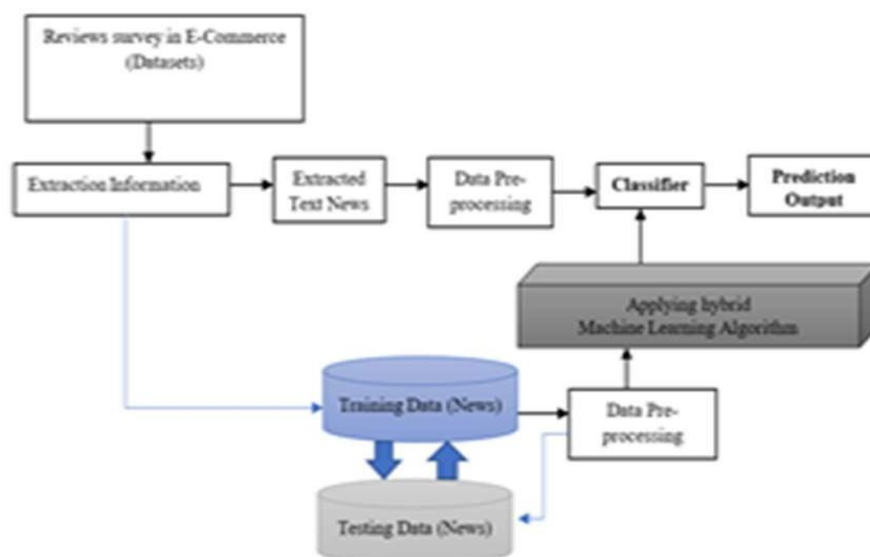 Reviews survey in E-Commerce
(Datasets)
Extraction Information
Extracted
Text News
Data Pre-
processing
Classifier
Prediction
Output
Applying hybrid
Machine Learning Algorithm
Training Data (News)
Data Pre-
processing
Testing Data (News)